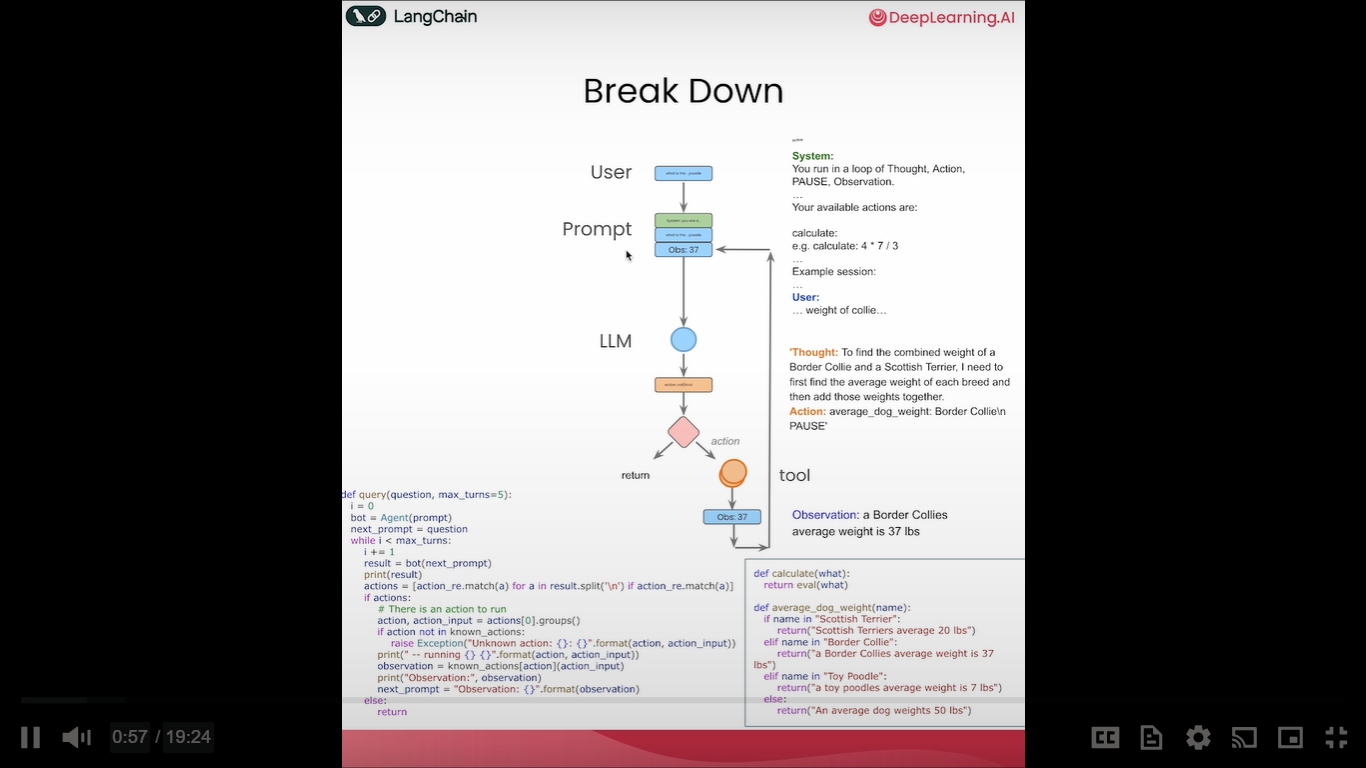 LangChain
DeepLearning.AI
Break Down
User
Prompt
Obs: 37
LLM
action
return
tool
Obs: 37
System:
You run in a loop of Thought, Action,
PAUSE, Observation.
...
Your available actions are:
calculate:
e.g. calculate: 4 * 7 / 3
...
Example session:
...
User:
... weight of collie...
'Thought: To find the combined weight of a
Border Collie and a Scottish Terrier, I need to
first find the average weight of each breed and
then add those weights together.
Action: average_dog_weight: Border Collie\n
PAUSE'
Observation: a Border Collies
average weight is 37 lbs
def query(question, max_turns=5):
i = 0
bot = Agent(prompt)
next_prompt = question
while i < max_turns:
i += 1
result = bot(next_prompt)
print(result)
actions = [action_re.match(a) for a in result.split('\n') if action_re.match(a)]
if actions:
# There is an action to run
action, action_input = actions[0].groups()
if action not in known_actions:
raise Exception("Unknown action: {}: {}".format(action, action_input))
print(" -- running {} {}".format(action, action_input))
observation = known_actions[action](action_input)
print("Observation:", observation)
next_prompt = "Observation: {}".format(observation)
else:
return
def calculate(what):
return eval(what)
def average_dog_weight(name):
if name in "Scottish Terrier":
return("Scottish Terriers average 20 lbs")
elif name in "Border Collie":
return("a Border Collies average weight is 37
lbs")
elif name in "Toy Poodle":
return("a toy poodles average weight is 7 lbs")
else:
return("An average dog weights 50 lbs")
0:57 / 19:24
CC